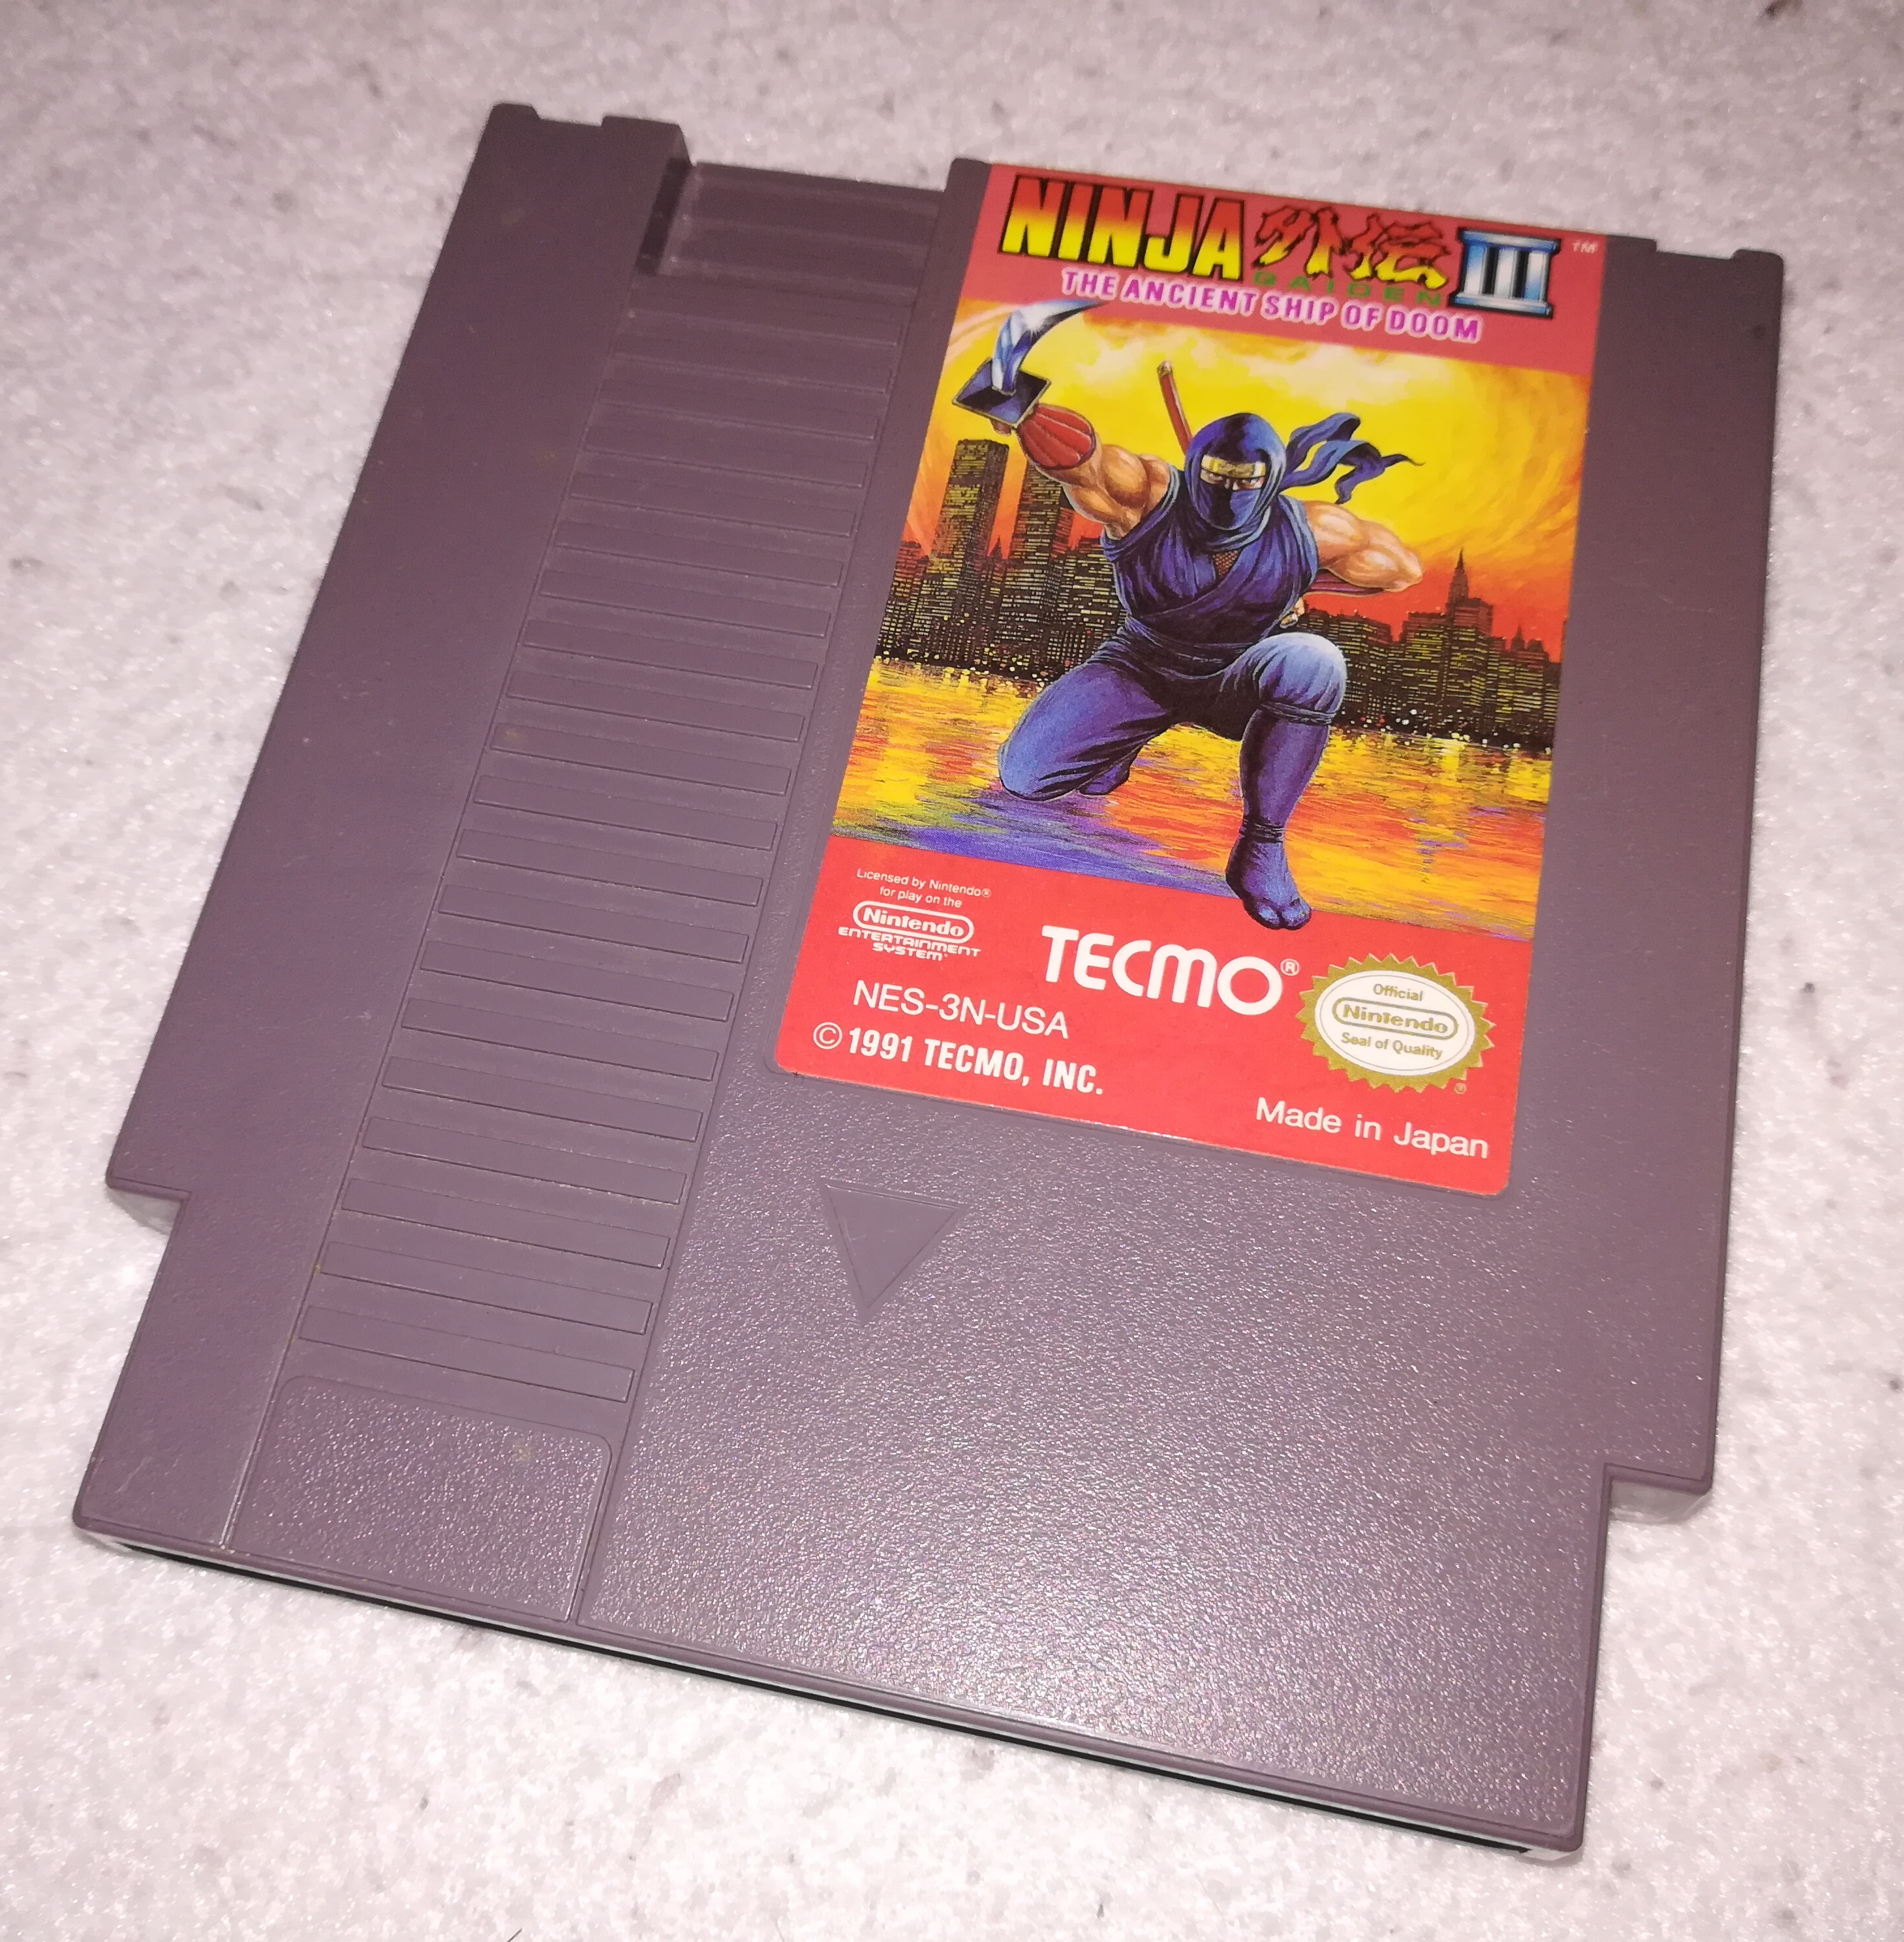 NINJA 外伝 III ™
GAIDEN
THE ANCIENT SHIP OF DOOM
Licensed by Nintendo®
for play on the
Nintendo
ENTERTAINMENT
SYSTEM
TECMO®
NES-3N-USA
© 1991 TECMO, INC.
Official
Nintendo
Seal of Quality
®
Made in Japan